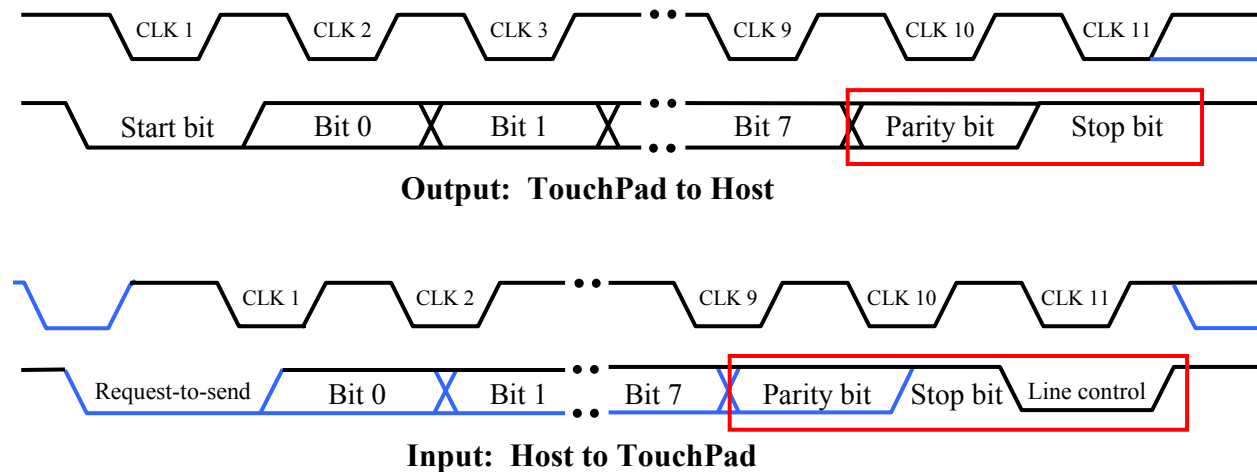 CLK 1 CLK 2 CLK 3 CLK 9 CLK 10 CLK 11
Start bit Bit 0 Bit 1 Bit 7 Parity bit Stop bit
Output: TouchPad to Host
CLK 1 CLK 2 CLK 9 CLK 10 CLK 11
Request-to-send Bit 0 Bit 1 Bit 7 Parity bit Stop bit Line control
Input: Host to TouchPad